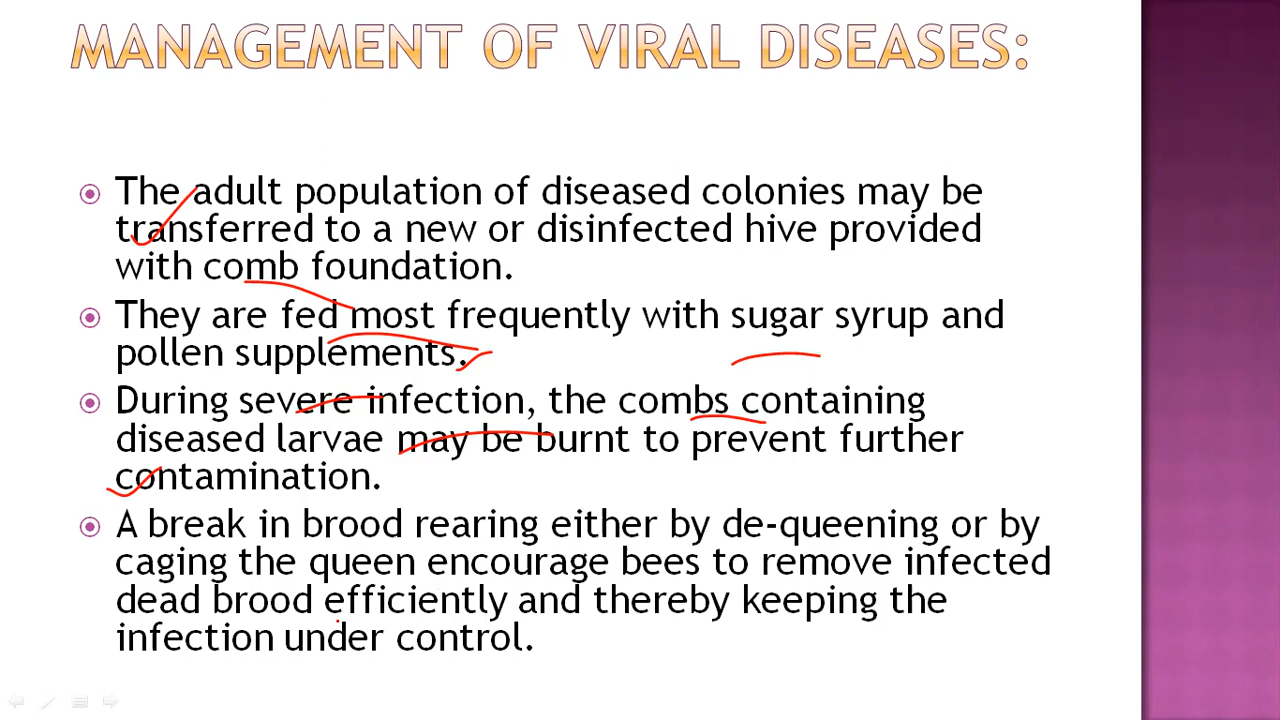 MANAGEMENT OF VIRAL DISEASES:
The adult population of diseased colonies may be
transferred to a new or disinfected hive provided
with comb foundation.
They are fed most frequently with sugar syrup and
pollen supplements.
During severe infection, the combs containing
diseased larvae may be burnt to prevent further
contamination.
A break in brood rearing either by de-queening or by
caging the queen encourage bees to remove infected
dead brood efficiently and thereby keeping the
infection under control.